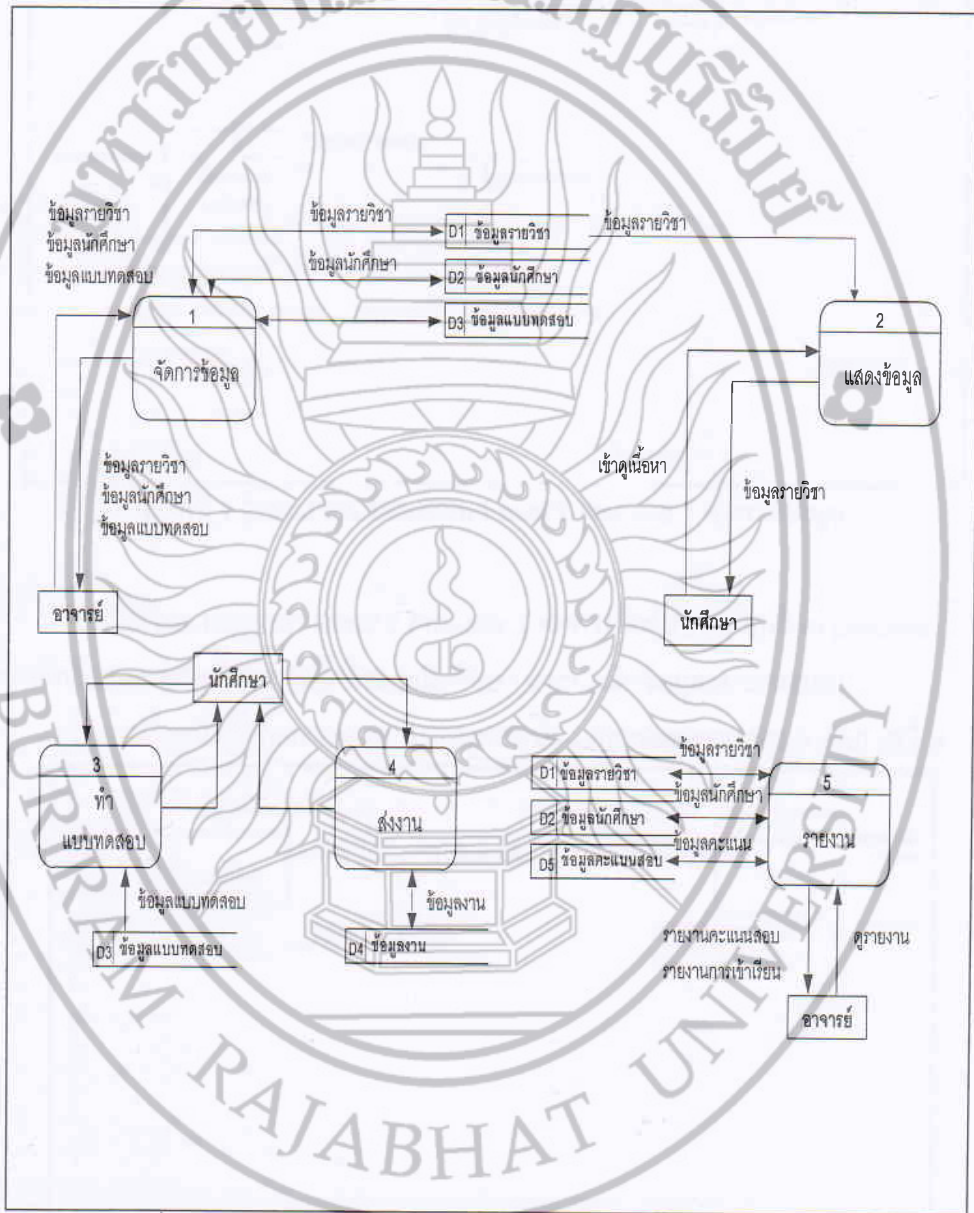 ข้อมูลรายวิชา
ข้อมูลนักศึกษา
ข้อมูลแบบทดสอบ
ข้อมูลรายวิชา
ข้อมูลนักศึกษา
D1 ข้อมูลรายวิชา
D2 ข้อมูลนักศึกษา
D3 ข้อมูลแบบทดสอบ
ข้อมูลรายวิชา
1
จัดการข้อมูล
2
แสดงข้อมูล
ข้อมูลรายวิชา
ข้อมูลนักศึกษา
ข้อมูลแบบทดสอบ
เข้าดูเนื้อหา
ข้อมูลรายวิชา
อาจารย์
นักศึกษา
นักศึกษา
3
ทำ
แบบทดสอบ
4
ส่งงาน
ข้อมูลแบบทดสอบ
D3 ข้อมูลแบบทดสอบ
ข้อมูลงาน
D4 ข้อมูลงาน
D1 ข้อมูลรายวิชา
D2 ข้อมูลนักศึกษา
D5 ข้อมูลคะแนนสอบ
ข้อมูลรายวิชา
ข้อมูลนักศึกษา
ข้อมูลคะแนน
5
รายงาน
รายงานคะแนนสอบ
รายงานการเข้าเรียน
ดูรายงาน
อาจารย์
BURIRAM RAJABHAT UNIVERSITY